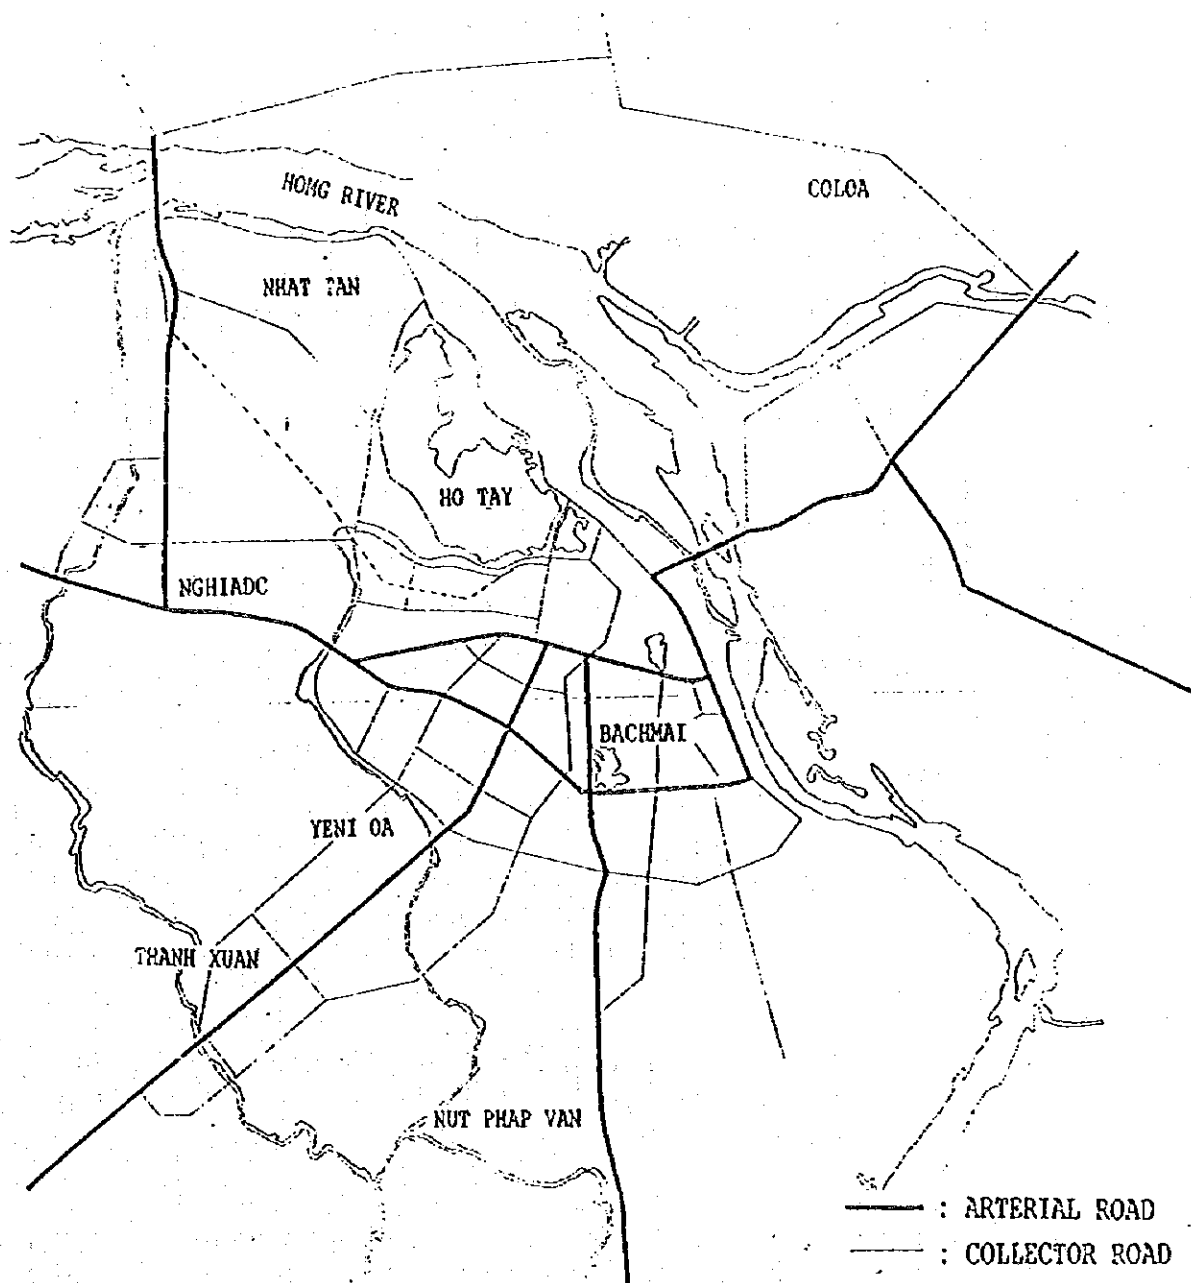 HONG RIVER
COLOA
NHAT TAN
HO TAY
NGHIADC
BACHMAI
YENI OA
THANH XUAN
NUT PHAP VAN
: ARTERIAL ROAD
: COLLECTOR ROAD